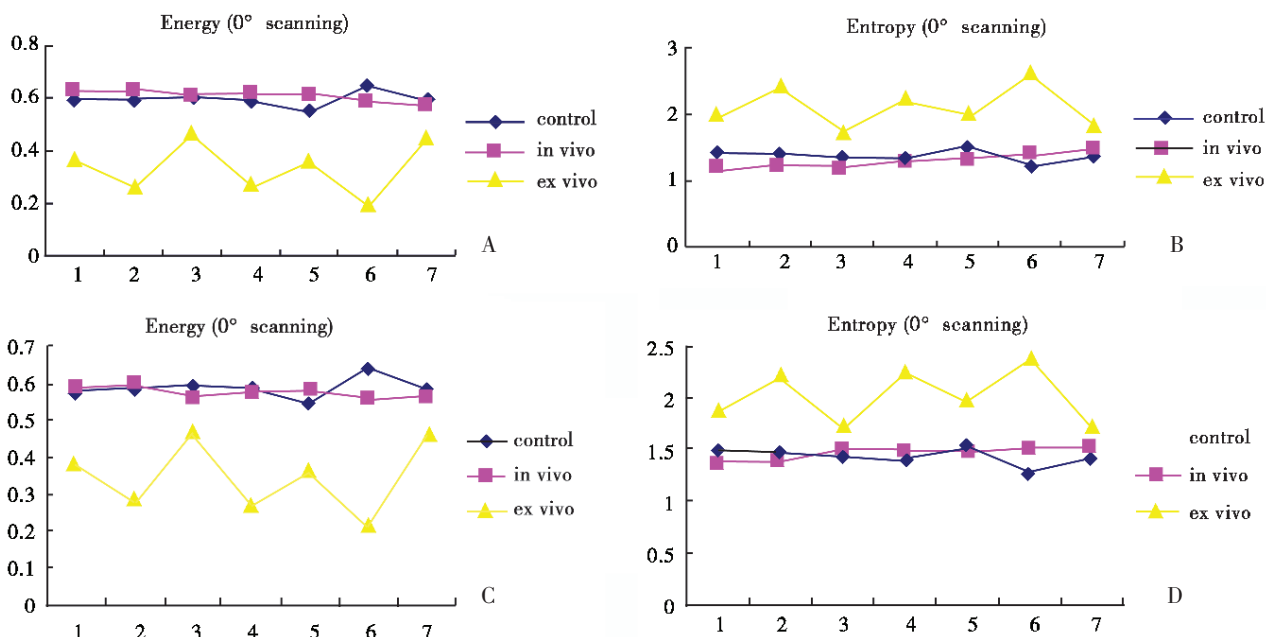 Energy (0° scanning)
0.8
0.6
0.4
0.2
0
1 2 3 4 5 6 7
control
in vivo
ex vivo
A
Entropy (0° scanning)
3
2
1
0
1 2 3 4 5 6 7
control
in vivo
ex vivo
B
Energy (0° scanning)
0.7
0.6
0.5
0.4
0.3
0.2
0.1
0
1 2 3 4 5 6 7
control
in vivo
ex vivo
C
Entropy (0° scanning)
2.5
2
1.5
1
0.5
0
1 2 3 4 5 6 7
control
in vivo
ex vivo
D